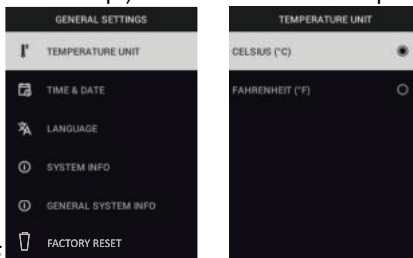 GENERAL SETTINGS
TEMPERATURE UNIT
TIME & DATE
LANGUAGE
SYSTEM INFO
GENERAL SYSTEM INFO
FACTORY RESET
TEMPERATURE UNIT
CELSIUS (°C)
FAHRENHEIT (°F)